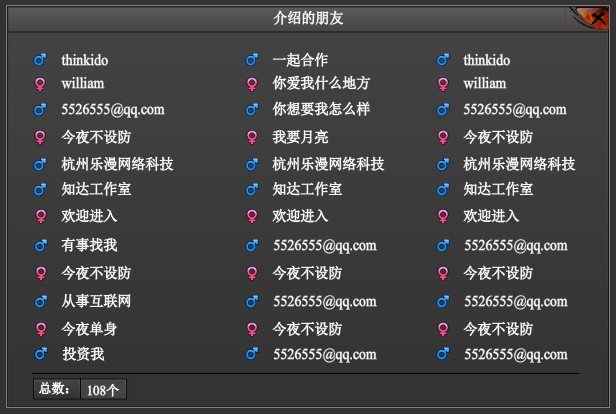 介绍的朋友
thinkido 一起合作 thinkido
william 你爱我什么地方 william
5526555@qq.com 你想要我怎么样 5526555@qq.com
今夜不设防 我要月亮 今夜不设防
杭州乐漫网络科技 杭州乐漫网络科技 杭州乐漫网络科技
知达工作室 知达工作室 知达工作室
欢迎进入 欢迎进入 欢迎进入
有事找我 5526555@qq.com 5526555@qq.com
今夜不设防 今夜不设防 今夜不设防
从事互联网 5526555@qq.com 5526555@qq.com
今夜单身 今夜不设防 今夜不设防
投资我 5526555@qq.com 5526555@qq.com
总数： 108个